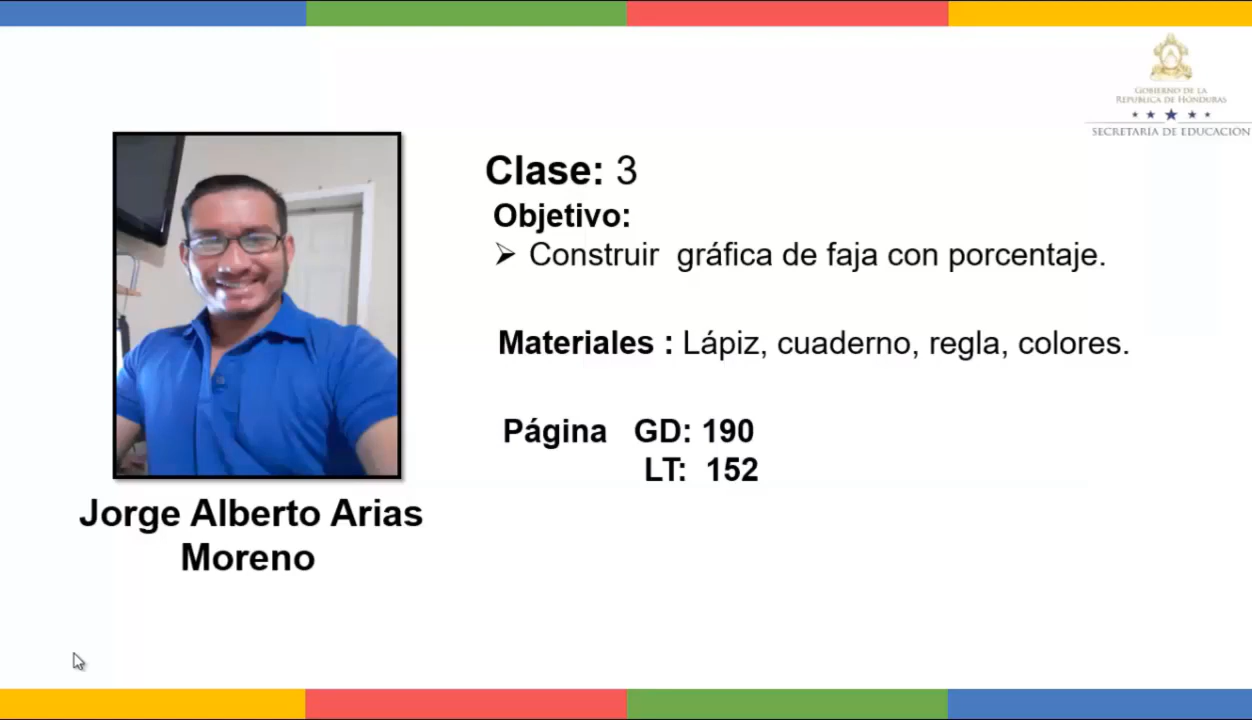 GOBIERNO DE LA
REPÚBLICA DE HONDURAS
SECRETARÍA DE EDUCACIÓN
Clase: 3
Objetivo:
➢ Construir gráfica de faja con porcentaje.
Materiales : Lápiz, cuaderno, regla, colores.
Página GD: 190
LT: 152
Jorge Alberto Arias
Moreno